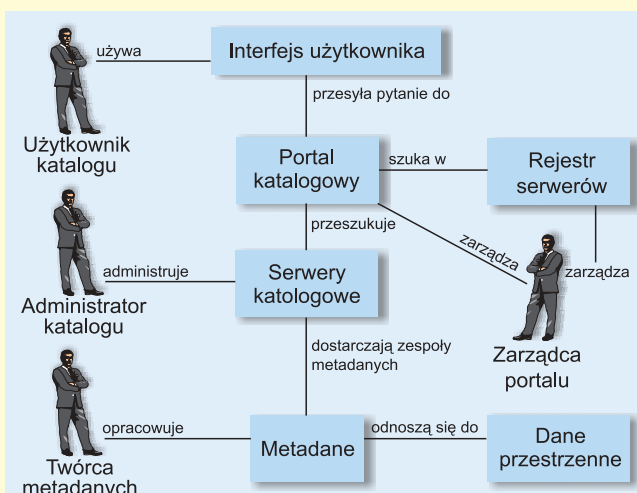 używa
Interfejs użytkownika
przesyła pytanie do
Użytkownik
katalogu
Portal
katalogowy
szuka w
Rejestr
serwerów
przeszukuje
zarządza
administruje
Serwery
katologowe
zarządza
Administrator
katalogu
dostarczają zespoły
metadanych
Zarządca
portalu
opracowuje
Metadane
odnoszą się do
Dane
przestrzenne
Twórca
metadanych